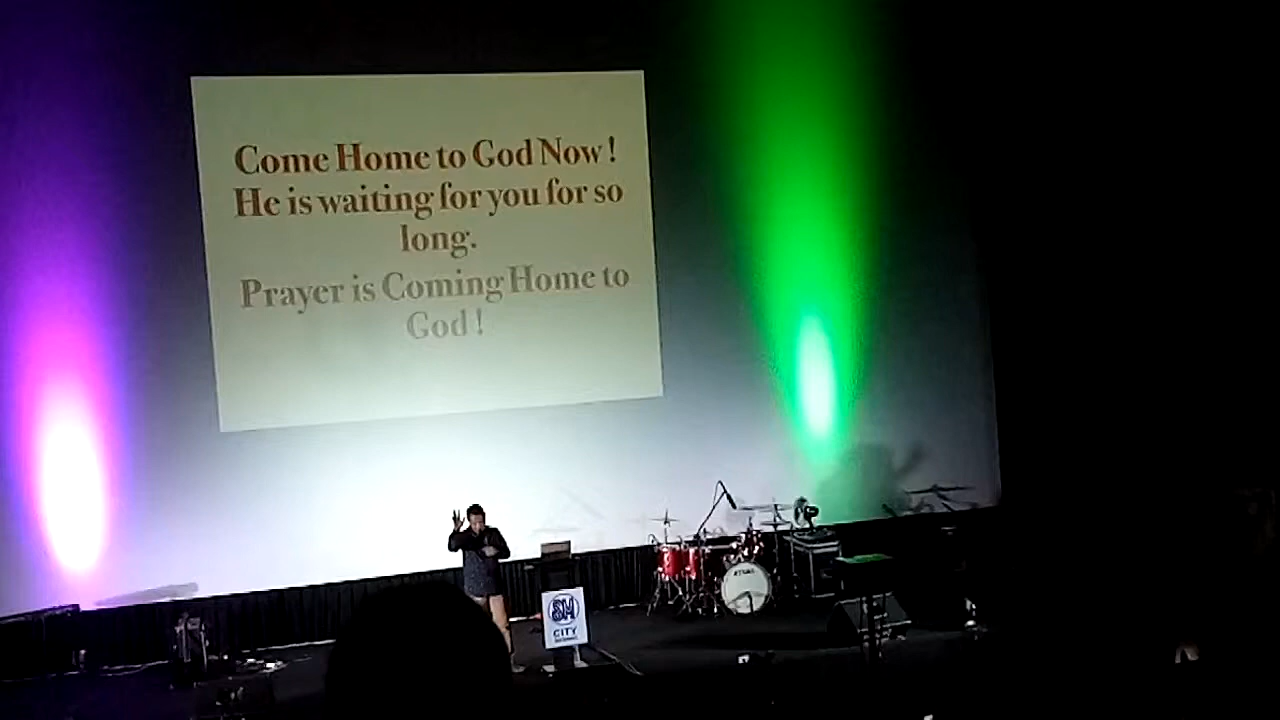 Come Home to God Now !
He is waiting for you for so
long.
Prayer is Coming Home to
God !
SM
CITY
TAMA